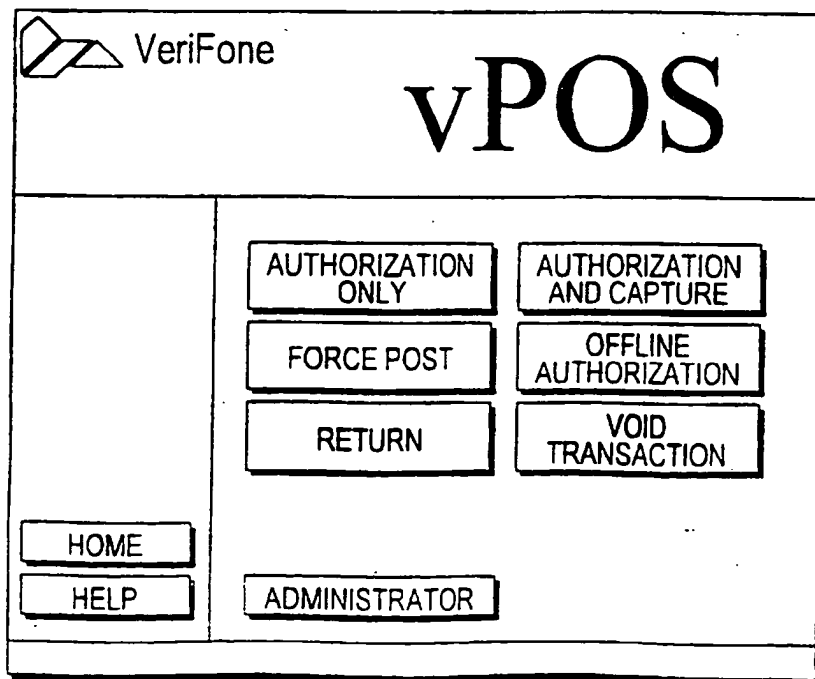 VeriFone
vPOS
AUTHORIZATION
ONLY
AUTHORIZATION
AND CAPTURE
FORCE POST
OFFLINE
AUTHORIZATION
RETURN
VOID
TRANSACTION
HOME
HELP
ADMINISTRATOR